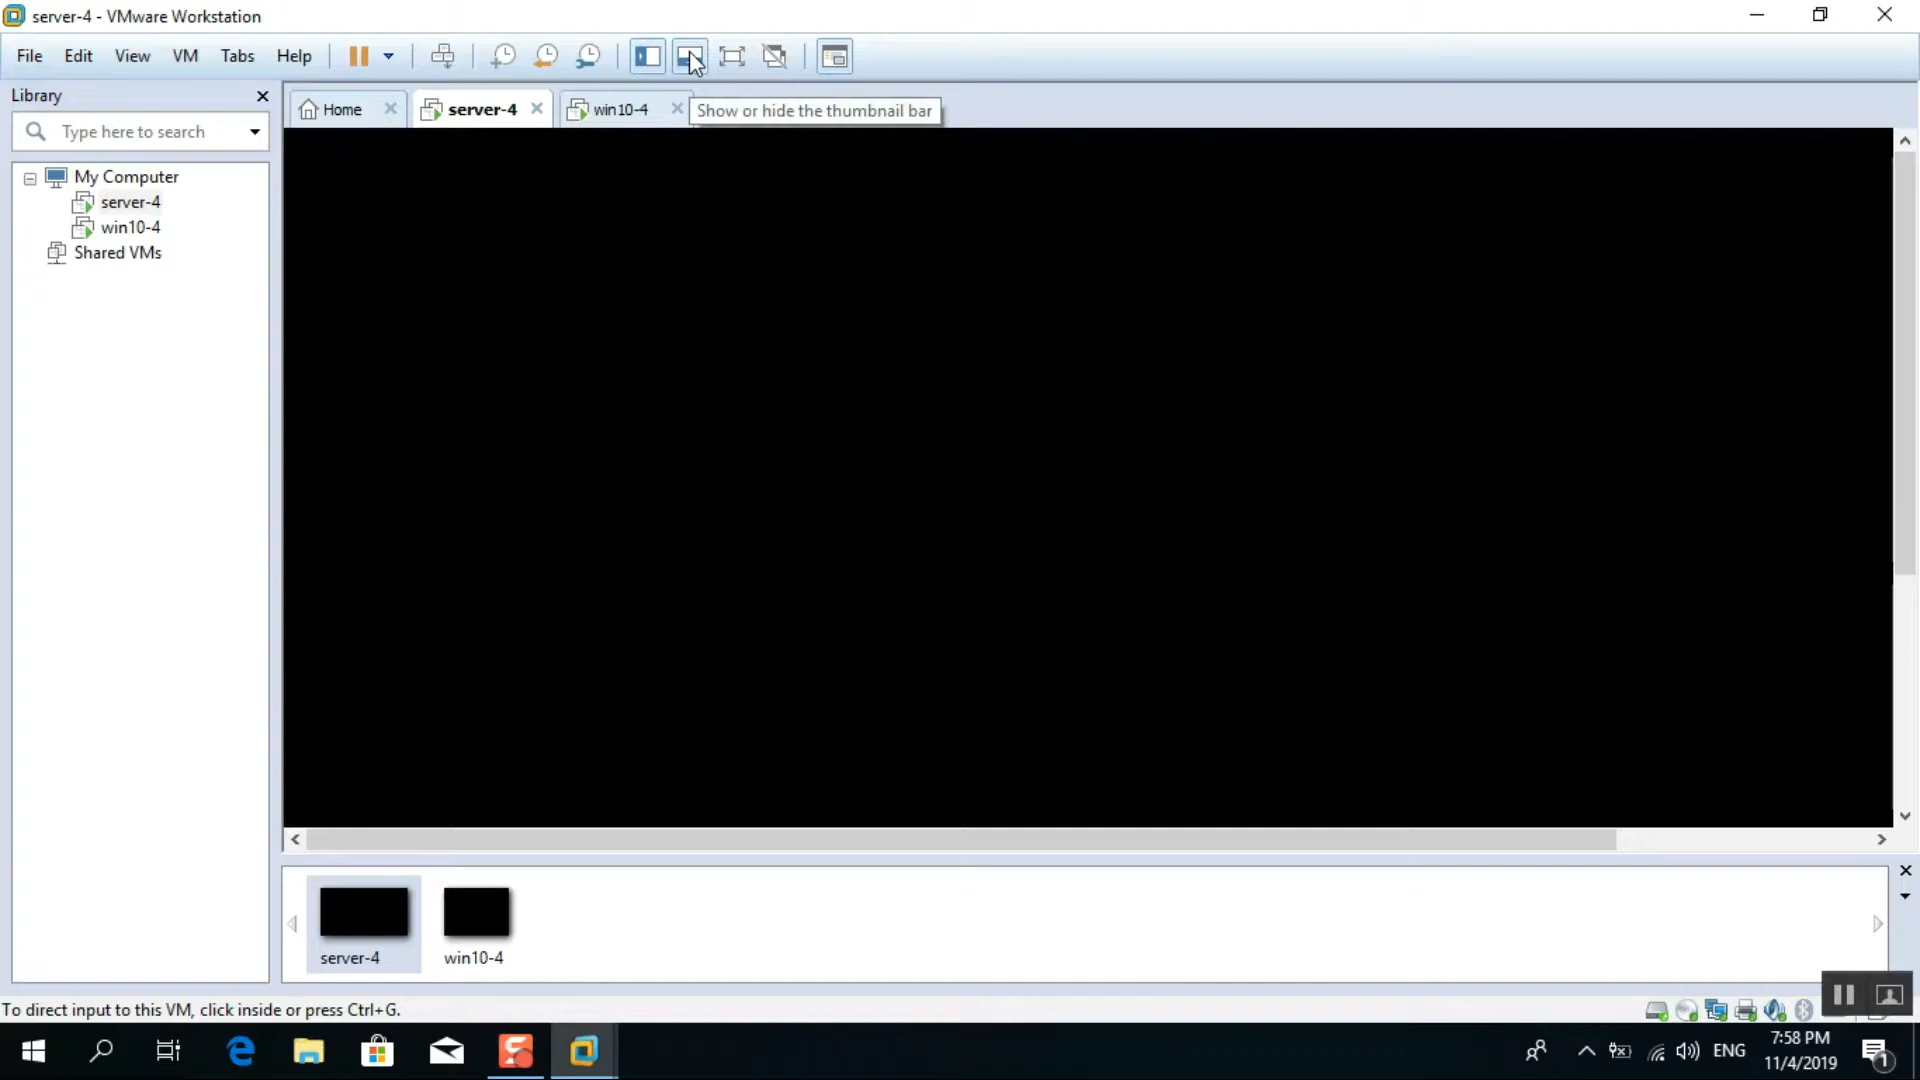 server-4 - VMware Workstation
File Edit View VM Tabs Help
Library
Home server-4 win10-4
Show or hide the thumbnail bar
Type here to search
My Computer
server-4
win10-4
Shared VMs
server-4 win10-4
To direct input to this VM, click inside or press Ctrl+G.
ENG
7:58 PM
11/4/2019
1